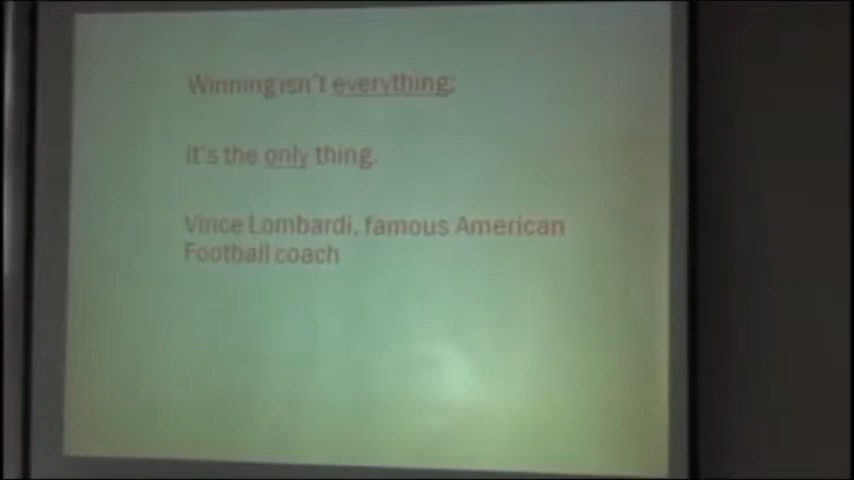 Winning isn't everything;
it's the only thing.
Vince Lombardi, famous American
Football coach